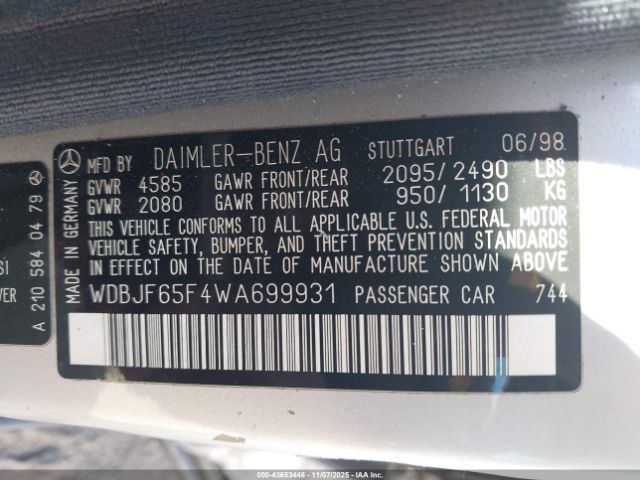 MFD BY DAIMLER-BENZ AG STUTTGART 06/98
GVWR 4585 GAWR FRONT/REAR 2095/2490 LBS
GVWR 2080 GAWR FRONT/REAR 950/1130 KG
THIS VEHICLE CONFORMS TO ALL APPLICABLE U.S. FEDERAL MOTOR
VEHICLE SAFETY, BUMPER, AND THEFT PREVENTION STANDARDS
IN EFFECT ON THE DATE OF MANUFACTURE SHOWN ABOVE.
WDBJF65F4WA699931 PASSENGER CAR 744
MADE IN GERMANY
A 210 584 04 79
SI
VER
000-43653446 | 11/07/2025 | IAA, Inc.